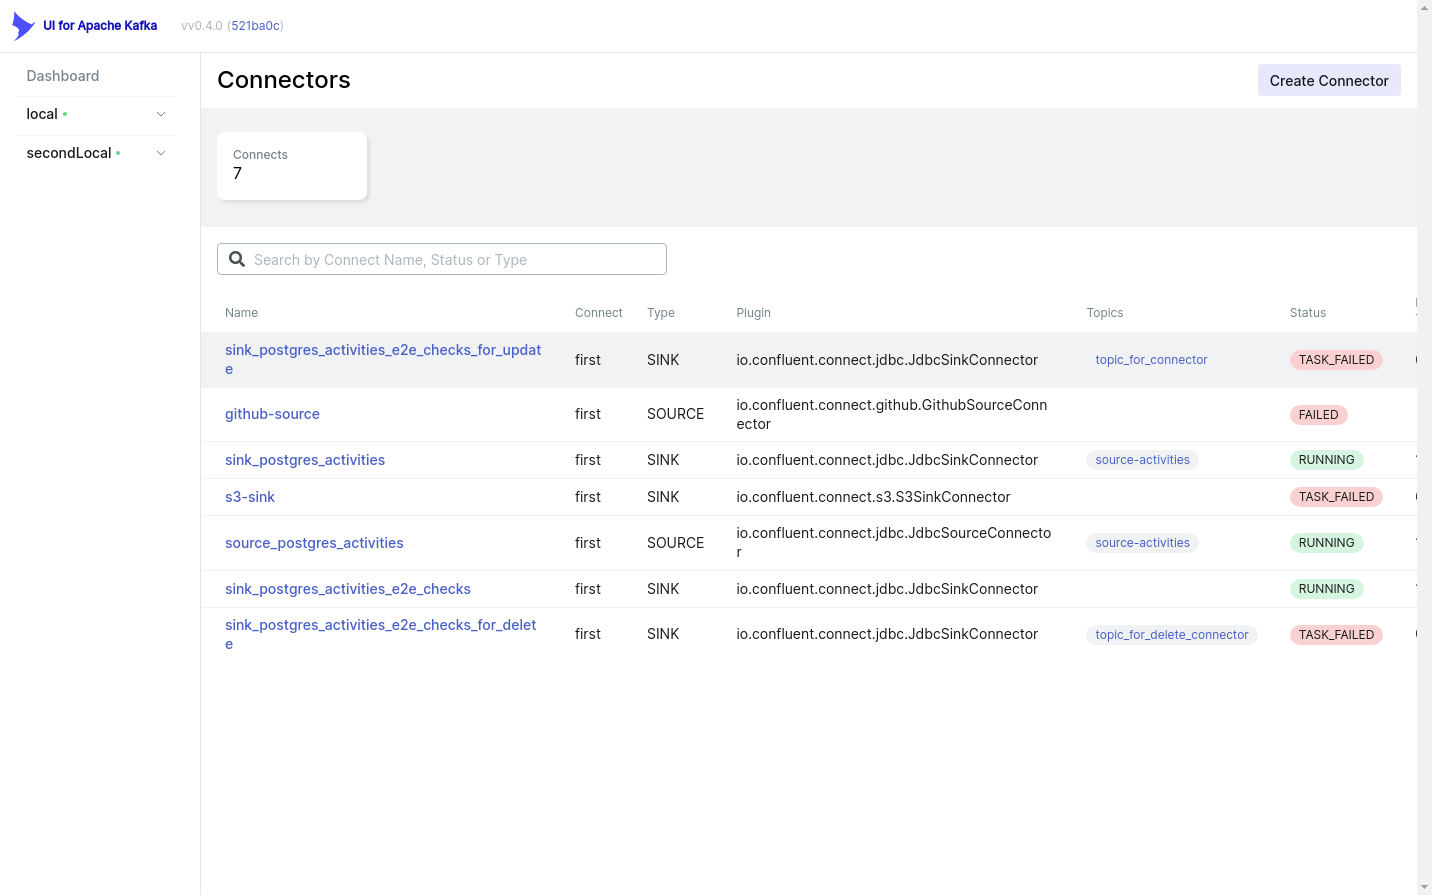 UI for Apache Kafka
vv0.4.0 (521ba0c)
Dashboard
local
secondLocal
Connectors
Create Connector
Connects
7
Search by Connect Name, Status or Type
Name Connect Type Plugin Topics Status
sink_postgres_activities_e2e_checks_for_updat
e
first SINK io.confluent.connect.jdbc.JdbcSinkConnector topic_for_connector TASK_FAILED
github-source first SOURCE
io.confluent.connect.github.GithubSourceConn
ector
FAILED
sink_postgres_activities first SINK io.confluent.connect.jdbc.JdbcSinkConnector source-activities RUNNING
s3-sink first SINK io.confluent.connect.s3.S3SinkConnector TASK_FAILED
source_postgres_activities first SOURCE
io.confluent.connect.jdbc.JdbcSourceConnecto
r
source-activities RUNNING
sink_postgres_activities_e2e_checks first SINK io.confluent.connect.jdbc.JdbcSinkConnector RUNNING
sink_postgres_activities_e2e_checks_for_delet
e
first SINK io.confluent.connect.jdbc.JdbcSinkConnector topic_for_delete_connector TASK_FAILED